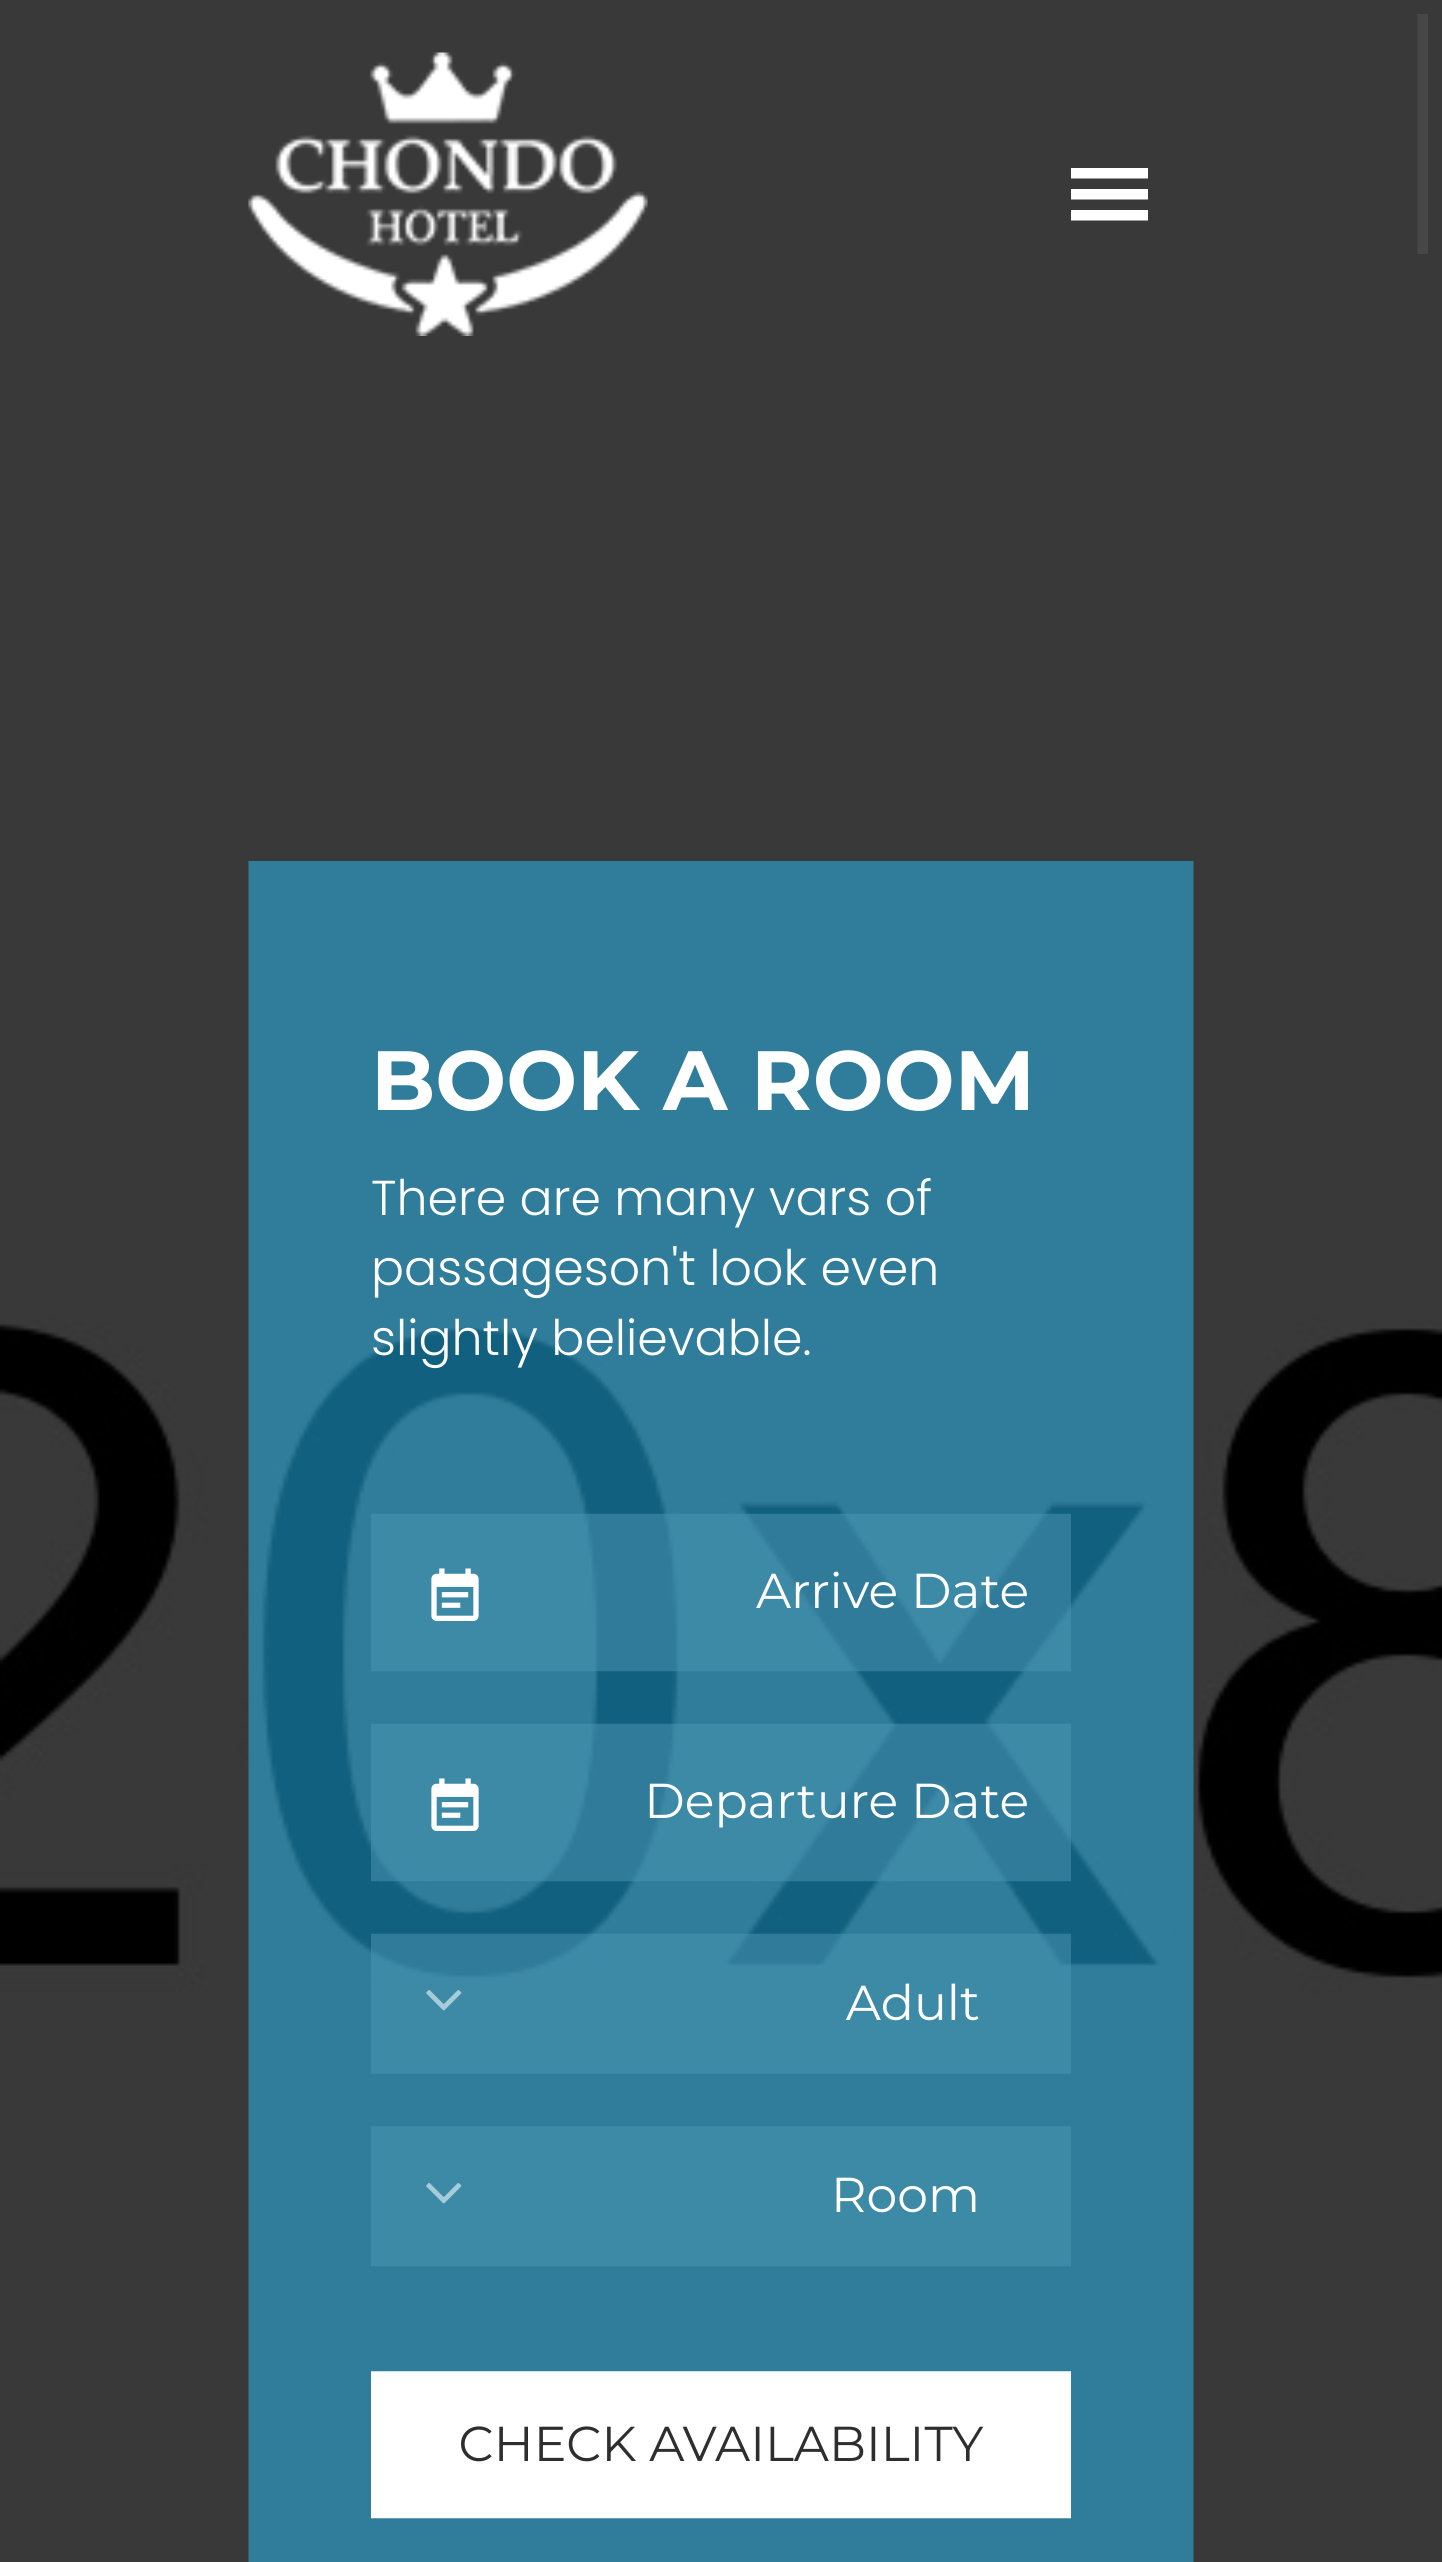 CHONDO
HOTEL
BOOK A ROOM
There are many vars of
passageson't look even
slightly believable.
20x8
Arrive Date
Departure Date
Adult
Room
CHECK AVAILABILITY